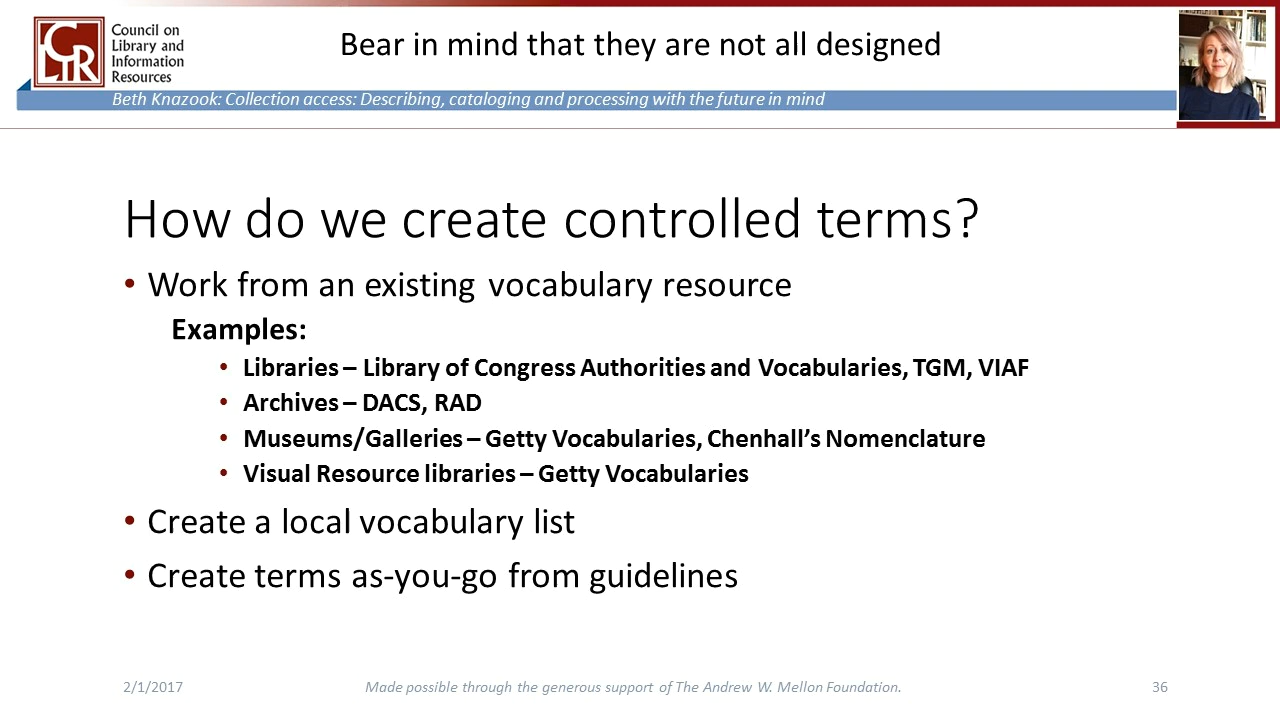 CLIR
Council on
Library and
Information
Resources
Bear in mind that they are not all designed
Beth Knazook: Collection access: Describing, cataloging and processing with the future in mind
How do we create controlled terms?
• Work from an existing vocabulary resource
Examples:
• Libraries – Library of Congress Authorities and Vocabularies, TGM, VIAF
• Archives – DACS, RAD
• Museums/Galleries – Getty Vocabularies, Chenhall’s Nomenclature
• Visual Resource libraries – Getty Vocabularies
• Create a local vocabulary list
• Create terms as-you-go from guidelines
2/1/2017
Made possible through the generous support of The Andrew W. Mellon Foundation.
36